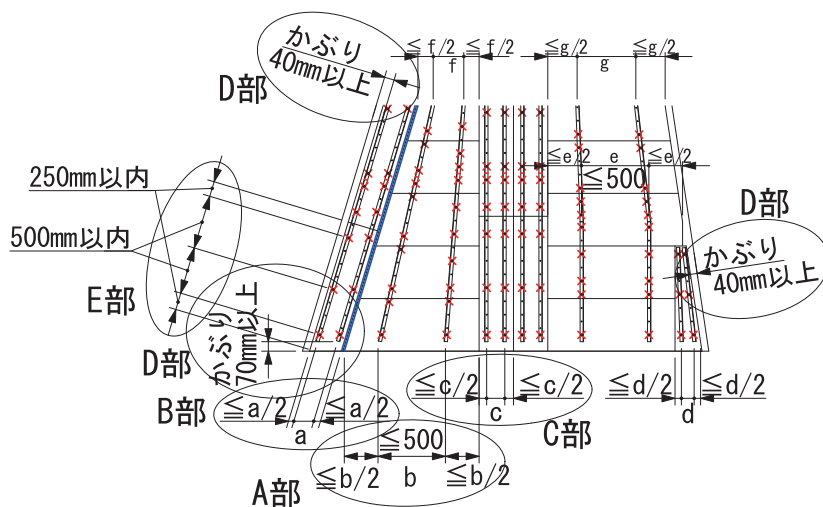 かぶり
40mm以上
D部
≦f/2
≦f/2
f
≦g/2
≦g/2
g
≦e/2
e
≦e/2
≦500
250mm以内
500mm以内
E部
D部
かぶり
40mm以上
D部
かぶり
70mm以上
B部
≦a/2
≦a/2
a
≦c/2
≦c/2
c
C部
≦d/2
≦d/2
d
≦500
A部
≦b/2
b
≦b/2